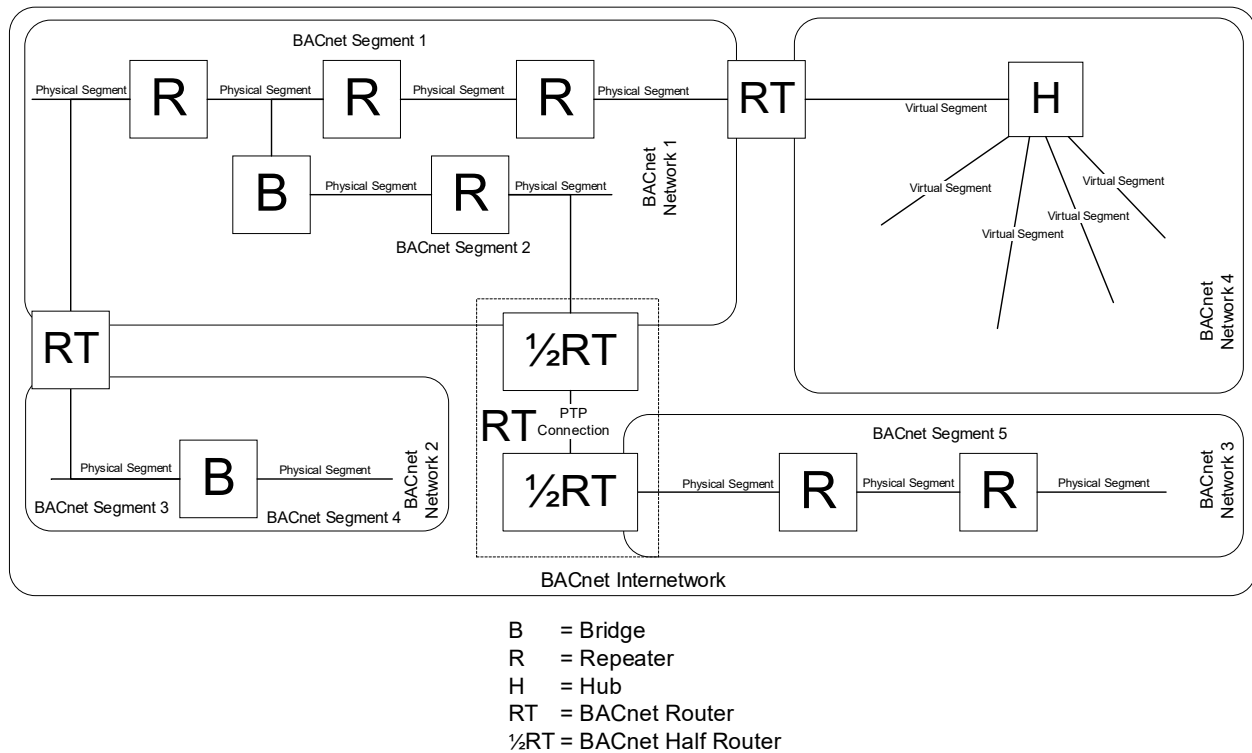 BACnet Segment 1
Physical Segment
R
Physical Segment
R
Physical Segment
R
Physical Segment
RT
Virtual Segment
H
B
Physical Segment
R
Physical Segment
BACnet Segment 2
BACnet
Network 1
Virtual Segment
Virtual Segment
Virtual Segment
Virtual Segment
BACnet
Network 4
RT
½RT
RT
PTP
Connection
½RT
Physical Segment
B
Physical Segment
BACnet Segment 3
BACnet Segment 4
BACnet
Network 2
BACnet Segment 5
Physical Segment
R
Physical Segment
R
Physical Segment
BACnet
Network 3
BACnet Internetwork
B = Bridge
R = Repeater
H = Hub
RT = BACnet Router
½RT = BACnet Half Router